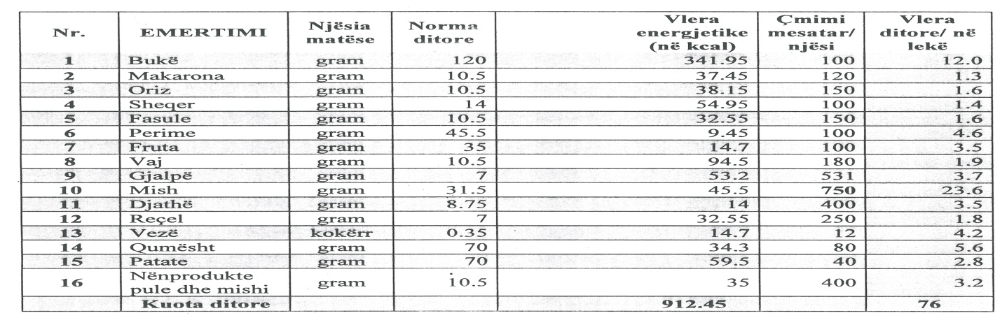 Nr. EMERTIMI Njësia matëse Norma ditore Vlera energjetike (në kcal) Çmimi mesatar/ njësi Vlera ditore/ në lekë
1 Bukë gram 120 341.95 100 12.0
2 Makarona gram 10.5 37.45 120 1.3
3 Oriz gram 10.5 38.15 150 1.6
4 Sheqer gram 14 54.95 100 1.4
5 Fasule gram 10.5 32.55 150 1.6
6 Perime gram 45.5 9.45 100 4.6
7 Fruta gram 35 14.7 100 3.5
8 Vaj gram 10.5 94.5 180 1.9
9 Gjalpë gram 7 53.2 531 3.7
10 Mish gram 31.5 45.5 750 23.6
11 Djathë gram 8.75 14 400 3.5
12 Reçel gram 7 32.55 250 1.8
13 Vezë kokërr 0.35 14.7 12 4.2
14 Qumësht gram 70 34.3 80 5.6
15 Patate gram 70 59.5 40 2.8
16 Nënprodukte pule dhe mishi gram 10.5 35 400 3.2
Kuota ditore 912.45 76